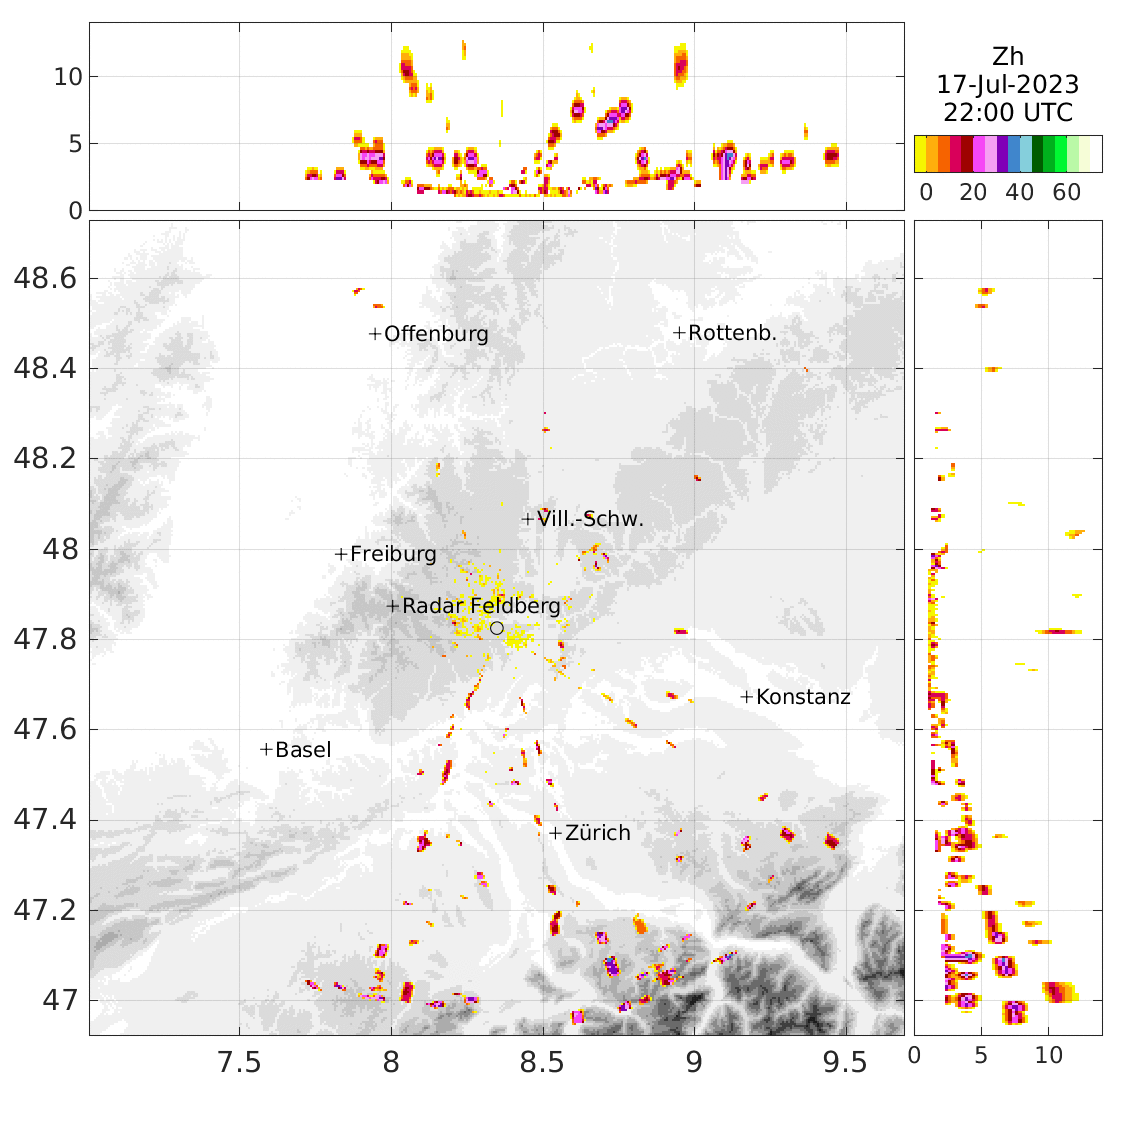 10
5
0
Zh
17-Jul-2023
22:00 UTC
0 20 40 60
48.6
48.4
48.2
48
47.8
47.6
47.4
47.2
47
+Offenburg
+Rottenb.
+Vill.-Schw.
+Freiburg
+Radar Feldberg
+Konstanz
+Basel
+Zürich
7.5 8 8.5 9 9.5
0 5 10